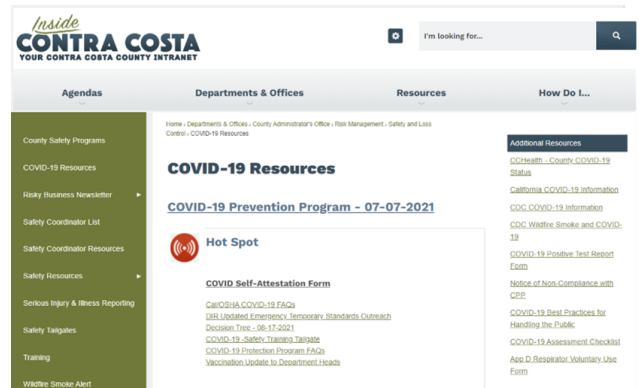 Inside
CONTRA COSTA
YOUR CONTRA COSTA COUNTY INTRANET
I'm looking for...
Agendas
Departments & Offices
Resources
How Do I...
County Safety Programs
COVID-19 Resources
Risky Business Newsletter
Safety Coordinator List
Safety Coordinator Resources
Safety Resources
Serious Injury & Illness Reporting
Safety Tailgates
Training
Wildfire Smoke Alert
Home › Departments & Offices › County Administrator's Office › Risk Management › Safety and Loss
Control › COVID-19 Resources
COVID-19 Resources
COVID-19 Prevention Program - 07-07-2021
Hot Spot
COVID Self-Attestation Form
Cal/OSHA COVID-19 FAQs
DIR Updated Emergency Temporary Standards Outreach
Decision Tree - 08-17-2021
COVID-19 -Safety Training Tailgate
COVID-19 Protection Program FAQs
Vaccination Update to Department Heads
Additional Resources
CCHealth - County COVID-19
Status
California COVID-19 Information
CDC COVID-19 Information
CDC Wildfire Smoke and COVID-
19
COVID-19 Positive Test Report
Form
Notice of Non-Compliance with
CPP
COVID-19 Best Practices for
Handling the Public
COVID-19 Assessment Checklist
App D Respirator Voluntary Use
Form